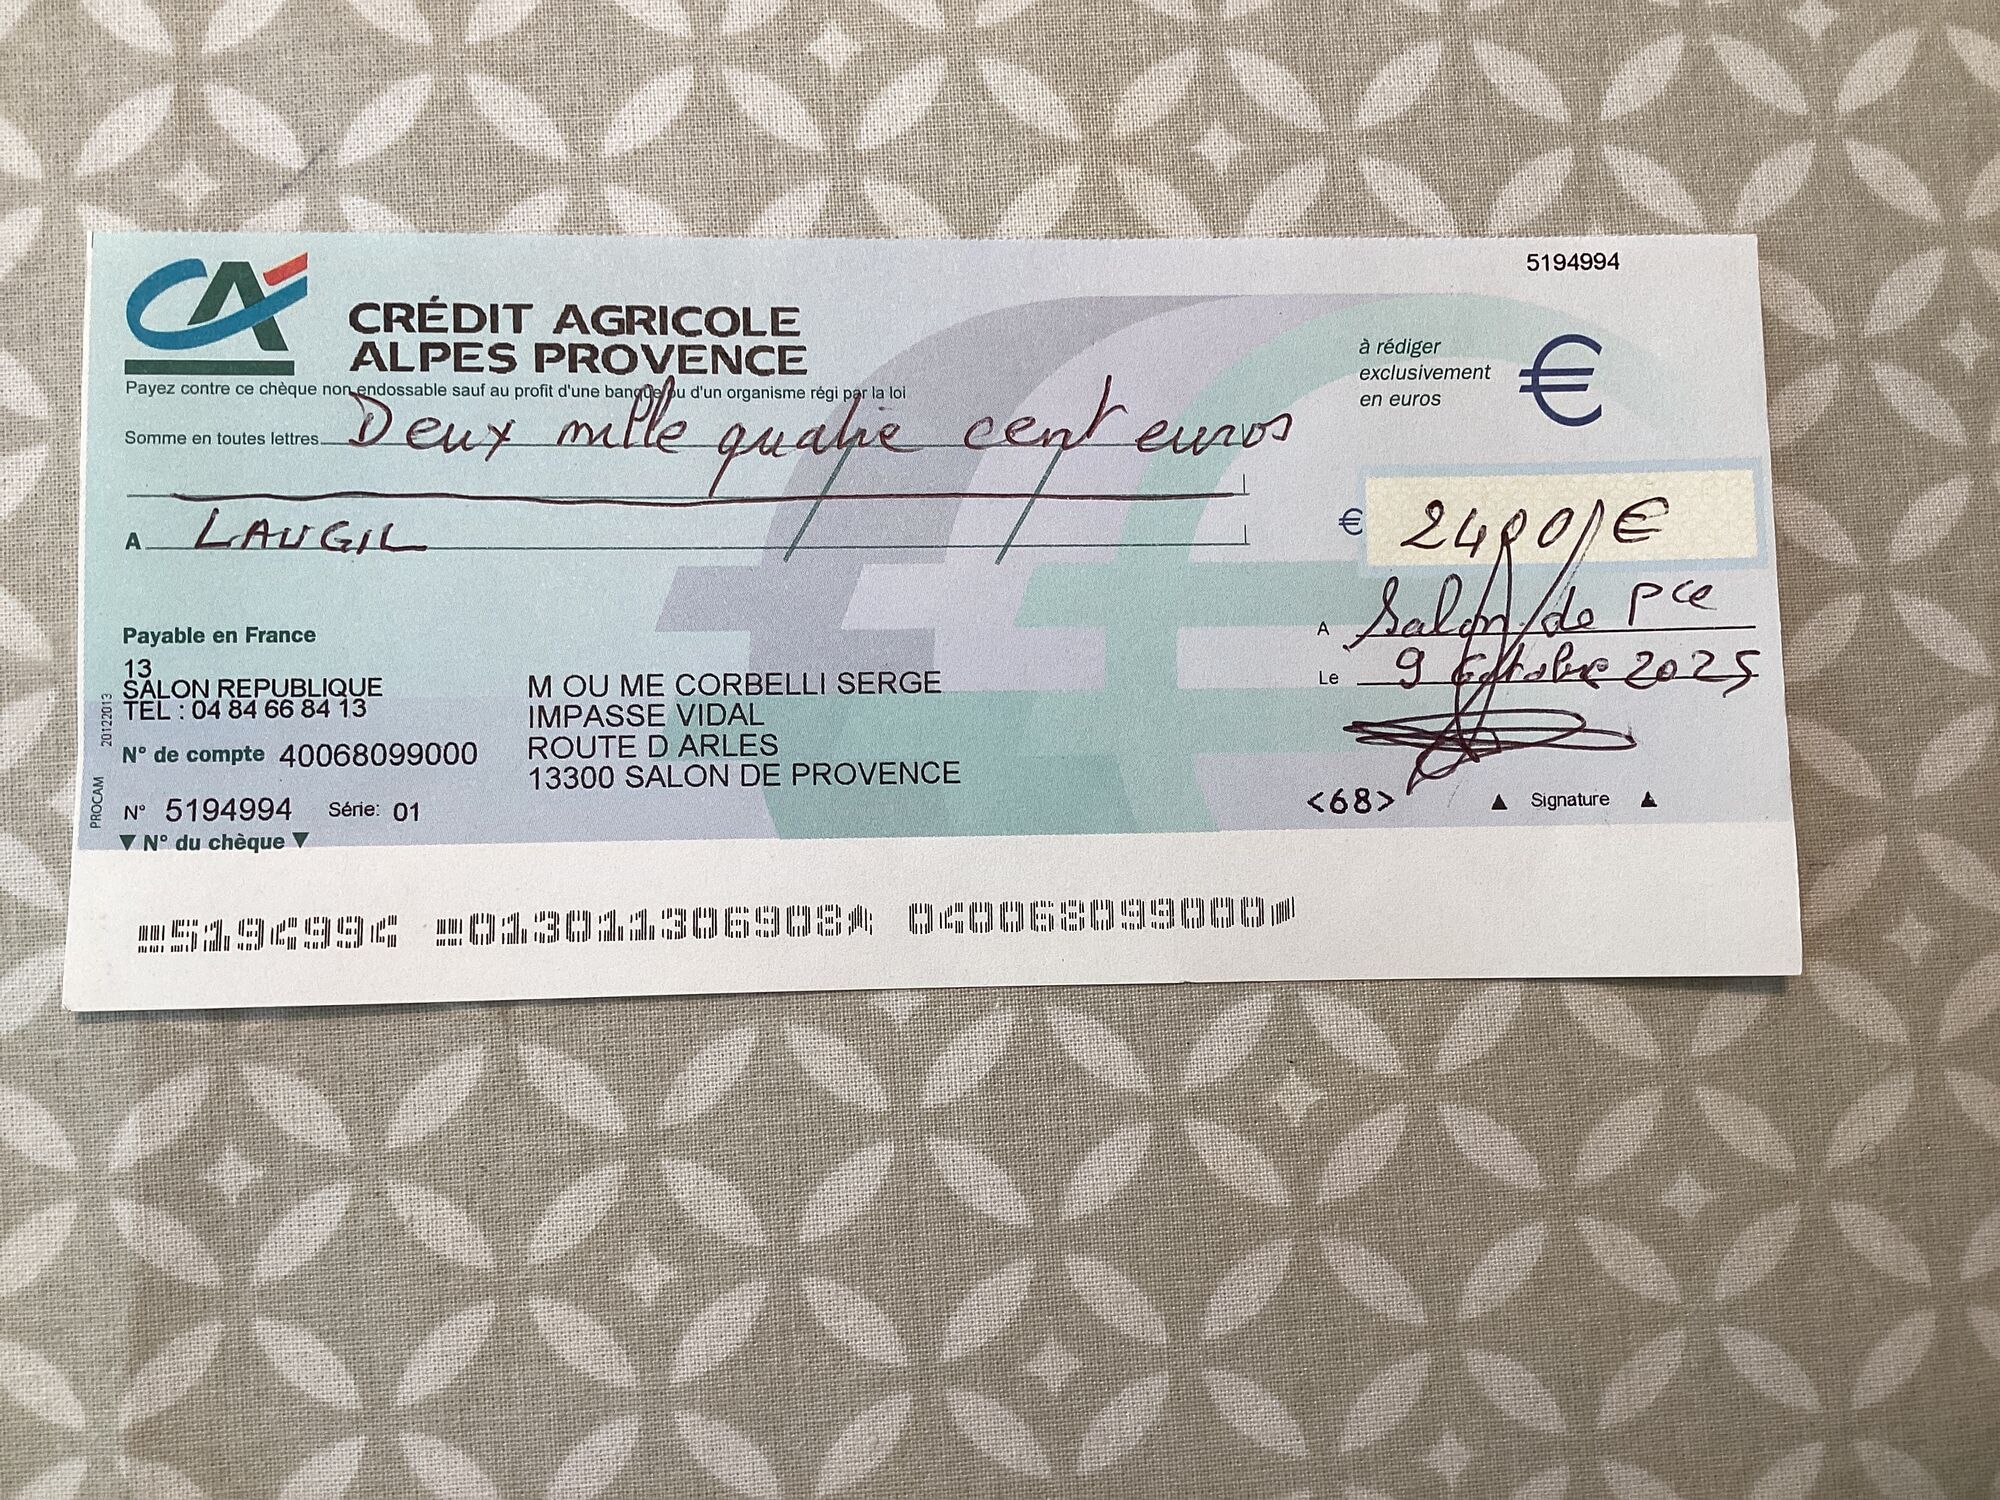 5194994
CA
CRÉDIT AGRICOLE
ALPES PROVENCE
à rédiger
exclusivement
en euros
€
Payez contre ce chèque non endossable sauf au profit d'une banque ou d'un organisme régi par la loi
Somme en toutes lettres Deux mille quatre cent euros
€ 2400 €
A LAUGIL
A Salon de Pce
Le 9 octobre 2025
Payable en France
13
SALON REPUBLIQUE
TEL : 04 84 66 84 13
N° de compte 40068099000
M OU ME CORBELLI SERGE
IMPASSE VIDAL
ROUTE D ARLES
13300 SALON DE PROVENCE
N° 5194994 Série: 01
▼ N° du chèque ▼
<68> ▲ Signature ▲
PROCAM 20122013
5194994 013011306908 040068099000